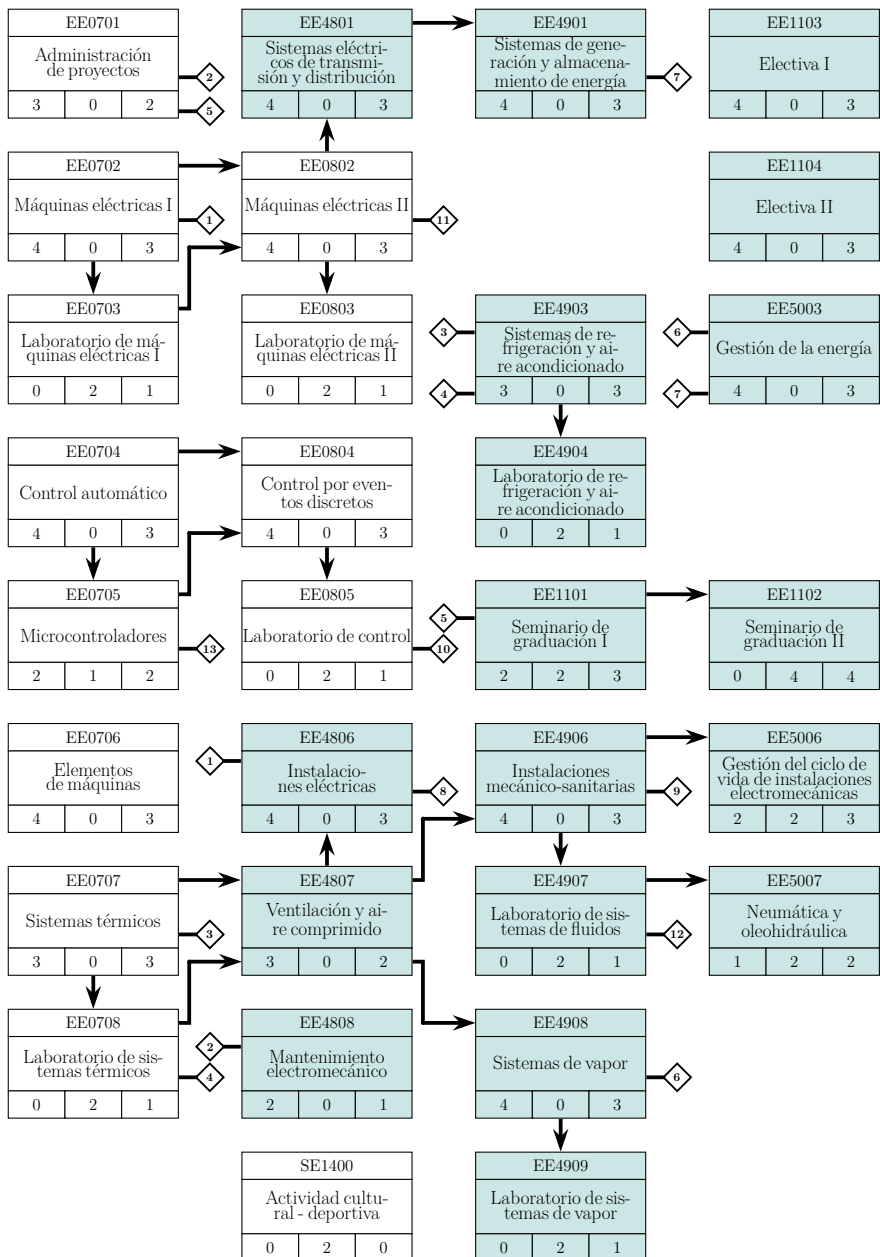 EE0701
Administración
de proyectos
3 0 2
2
5
EE4801
Sistemas eléctri-
cos de transmi-
sión y distribución
4 0 3
EE4901
Sistemas de gene-
ración y almacena-
miento de energía
4 0 3
7
EE1103
Electiva I
4 0 3
EE0702
Máquinas eléctricas I
4 0 3
1
EE0802
Máquinas eléctricas II
4 0 3
11
EE1104
Electiva II
4 0 3
EE0703
Laboratorio de má-
quinas eléctricas I
0 2 1
EE0803
Laboratorio de má-
quinas eléctricas II
0 2 1
3
4
EE4903
Sistemas de re-
frigeración y ai-
re acondicionado
3 0 3
6
7
EE5003
Gestión de la energía
4 0 3
EE0704
Control automático
4 0 3
EE0804
Control por even-
tos discretos
4 0 3
EE4904
Laboratorio de re-
frigeración y ai-
re acondicionado
0 2 1
EE0705
Microcontroladores
2 1 2
13
EE0805
Laboratorio de control
0 2 1
10
5
EE1101
Seminario de
graduación I
2 2 3
EE1102
Seminario de
graduación II
0 4 4
EE0706
Elementos
de máquinas
4 0 3
1
EE4806
Instalacio-
nes eléctricas
4 0 3
8
EE4906
Instalaciones
mecánico-sanitarias
4 0 3
9
EE5006
Gestión del ciclo de
vida de instalaciones
electromecánicas
2 2 3
EE0707
Sistemas térmicos
3 0 3
3
EE4807
Ventilación y ai-
re comprimido
3 0 2
EE4907
Laboratorio de sis-
temas de fluidos
0 2 1
12
EE5007
Neumática y
oleohidráulica
1 2 2
EE0708
Laboratorio de sis-
temas térmicos
0 2 1
2
4
EE4808
Mantenimiento
electromecánico
2 0 1
EE4908
Sistemas de vapor
4 0 3
6
SE1400
Actividad cultu-
ral - deportiva
0 2 0
EE4909
Laboratorio de sis-
temas de vapor
0 2 1